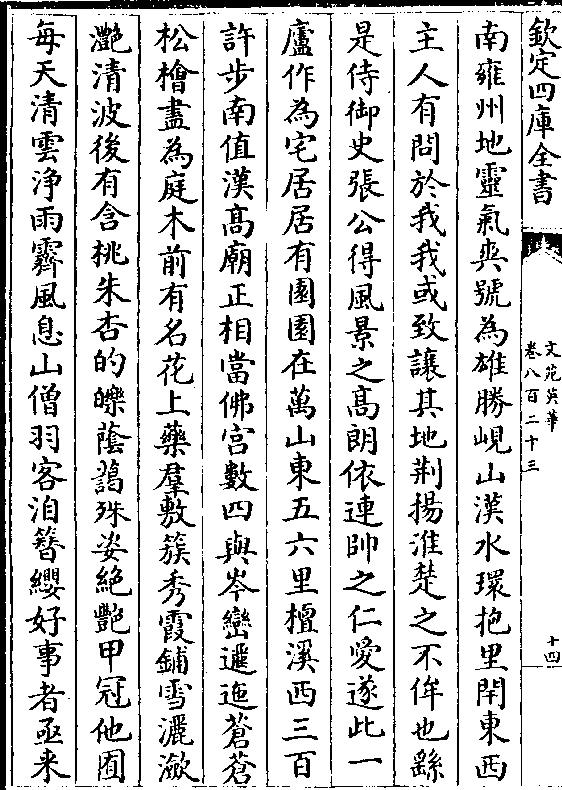 欽定四庫全書
文苑英華
卷八百二十三
十四
南雍州地靈氣爽號為雄勝峴山漢水環抱里閈東西
主人有問於我我或致讓其地荆揚淮楚之不侔也繇
是侍御史張公得風景之高朗依連帥之仁愛遂此一
廬作為宅居居有園園在萬山東五六里檀溪西三百
許步南值漢高廟正相當佛宫數四與岑巒邐迤蒼蒼
松檜盡為庭木前有名花上藥羣敷簇秀霞鋪雪灑瀲
灧清波後有含桃朱杏的皪蔭藹殊姿絶艷甲冠他囿
每天清雲浄雨霽風息山僧羽客洎簪纓好事者亟来